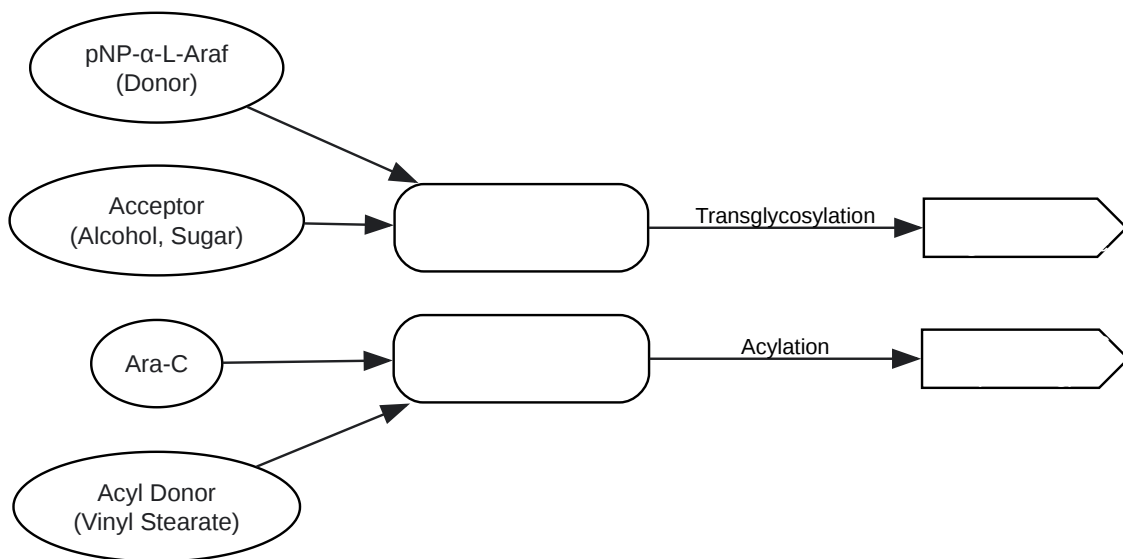 pNP-α-L-Araf
(Donor)
Acceptor
(Alcohol, Sugar)
Transglycosylation
Ara-C
Acylation
Acyl Donor
(Vinyl Stearate)